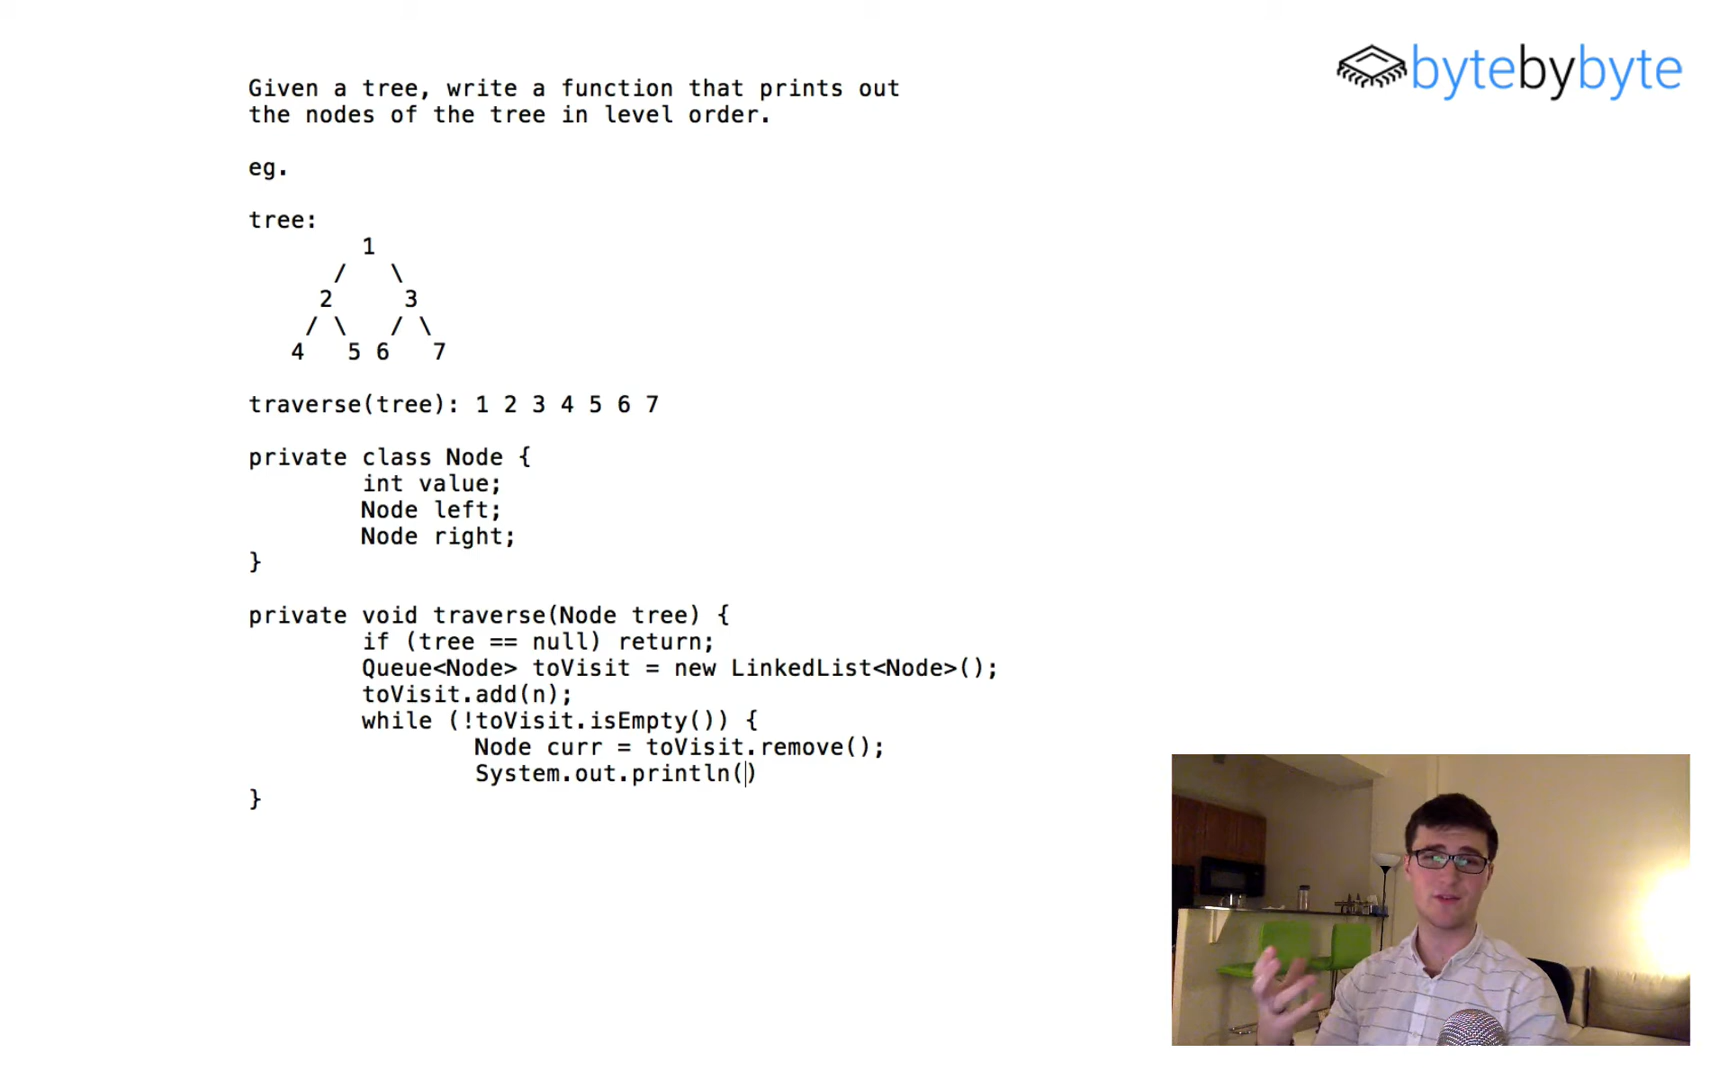 bytebybyte
Given a tree, write a function that prints out
the nodes of the tree in level order.
eg.
tree:
1
/ \
2 3
/ \ / \
4 5 6 7
traverse(tree): 1 2 3 4 5 6 7
private class Node {
int value;
Node left;
Node right;
}
private void traverse(Node tree) {
if (tree == null) return;
Queue<Node> toVisit = new LinkedList<Node>();
toVisit.add(n);
while (!toVisit.isEmpty()) {
Node curr = toVisit.remove();
System.out.println()
}